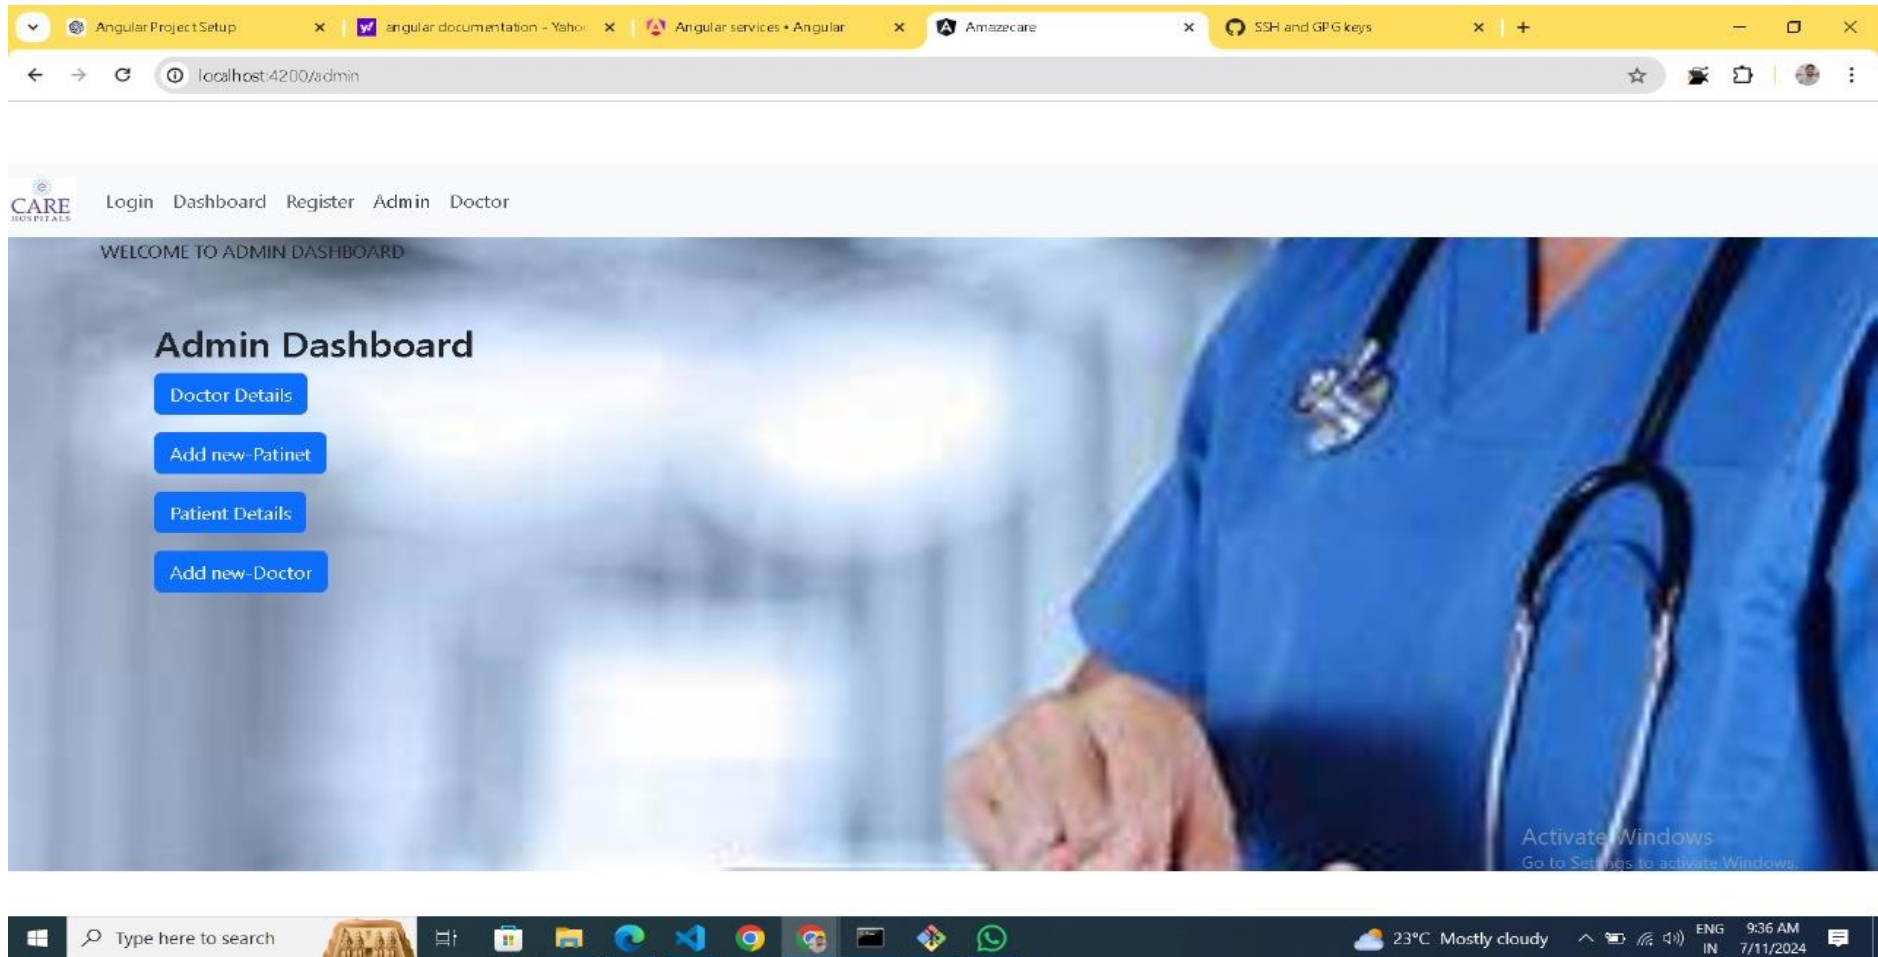 Angular Project Setup
angular documentation - Yahoo
Angular services • Angular
Amazecare
SSH and GPG keys
localhost:4200/admin
CARE
HOSPITALS
Login Dashboard Register Admin Doctor
WELCOME TO ADMIN DASHBOARD
Admin Dashboard
Doctor Details
Add new-Patinet
Patient Details
Add new-Doctor
Activate Windows
Go to Settings to activate Windows.
Type here to search
23°C Mostly cloudy
ENG
IN
9:36 AM
7/11/2024